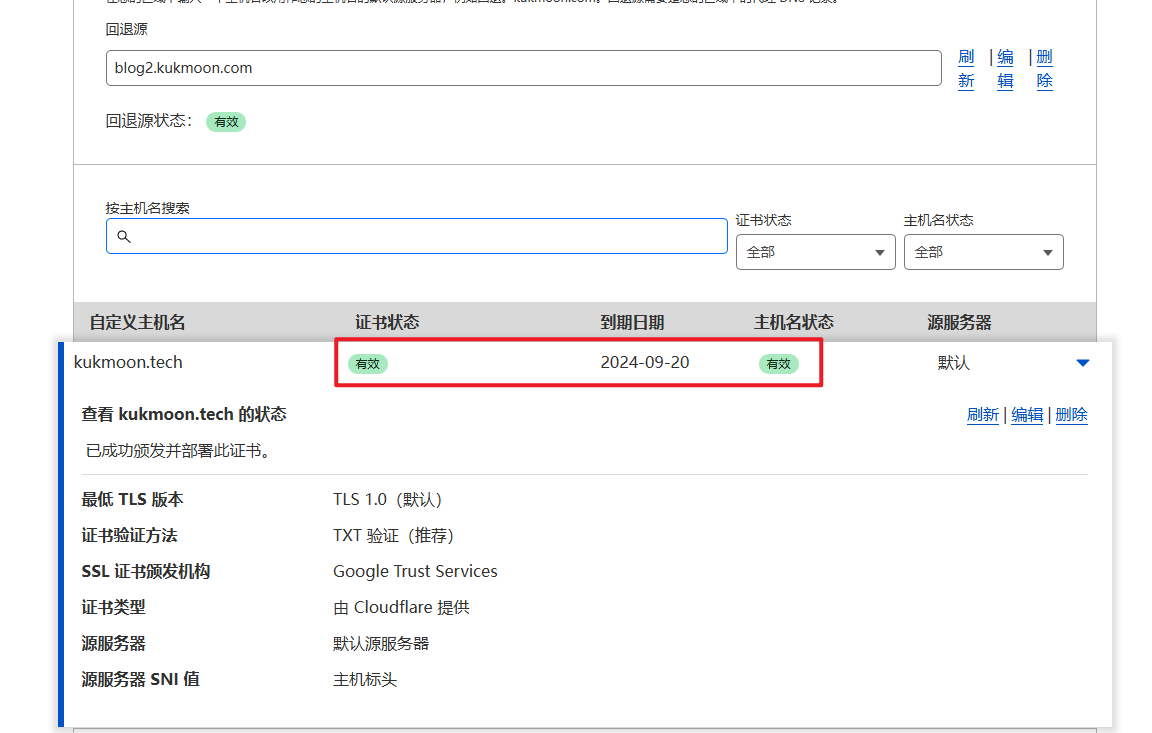 回退源
blog2.kukmoon.com
刷新 | 编辑 | 删除
回退源状态： 有效
按主机名搜索
证书状态 主机名状态
全部 全部
自定义主机名 证书状态 到期日期 主机名状态 源服务器
kukmoon.tech 有效 2024-09-20 有效 默认
查看 kukmoon.tech 的状态 刷新 | 编辑 | 删除
已成功颁发并部署此证书。
最低 TLS 版本 TLS 1.0（默认）
证书验证方法 TXT 验证（推荐）
SSL 证书颁发机构 Google Trust Services
证书类型 由 Cloudflare 提供
源服务器 默认源服务器
源服务器 SNI 值 主机标头